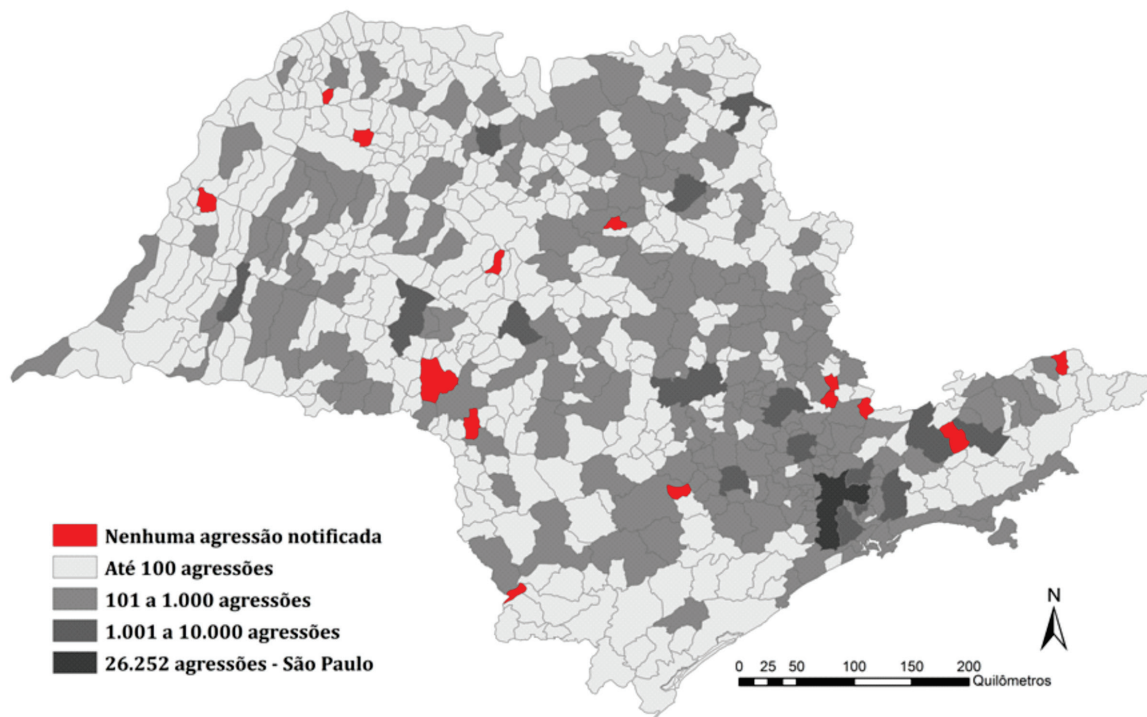 Nenhuma agressão notificada
Até 100 agressões
101 a 1.000 agressões
1.001 a 10.000 agressões
26.252 agressões - São Paulo
N
0 25 50 100 150 200
Quilômetros